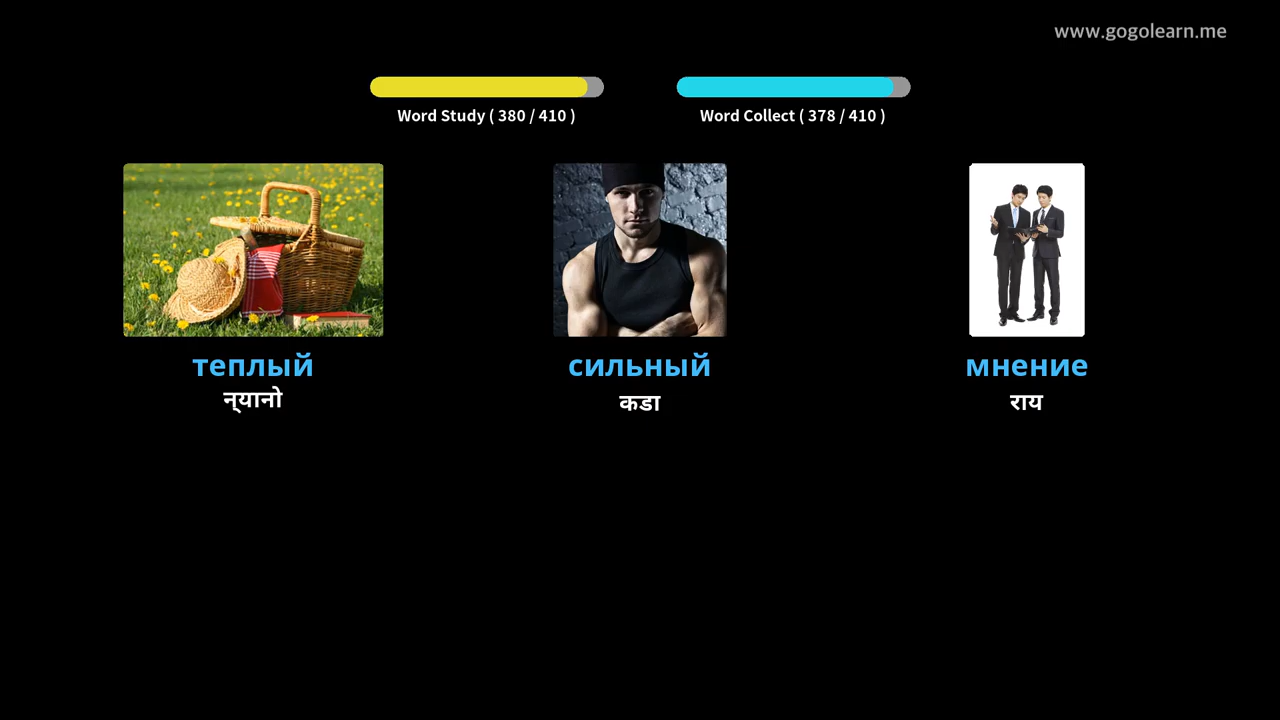 www.gogolearn.me
Word Study ( 380 / 410 )
Word Collect ( 378 / 410 )
теплый
न्‌यानो
сильный
कडा
мнение
राय